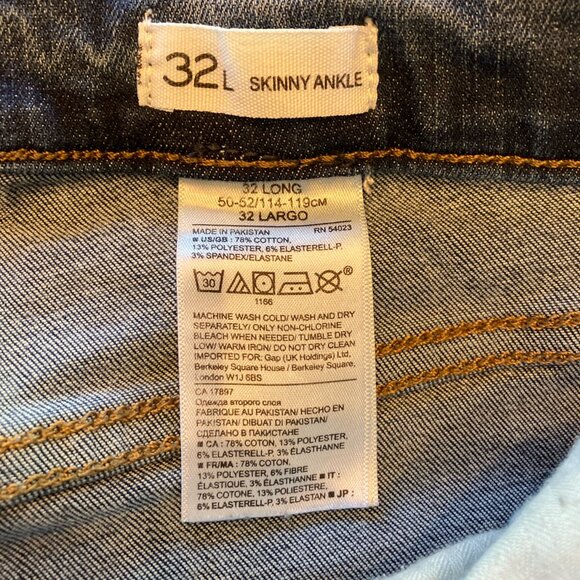 32L SKINNY ANKLE
32 LONG
50-52/114-119CM
32 LARGO
MADE IN PAKISTAN RN 54023
■ US/GB : 78% COTTON,
13% POLYESTER, 6% ELASTERELL-P,
3% SPANDEX/ELASTANE
30
1166
MACHINE WASH COLD/ WASH AND DRY
SEPARATELY/ ONLY NON-CHLORINE
BLEACH WHEN NEEDED/ TUMBLE DRY
LOW/ WARM IRON/ DO NOT DRY CLEAN
IMPORTED FOR: Gap (UK Holdings) Ltd.
Berkeley Square House / Berkeley Square,
London W1J 6BS
CA 17897
Одежда второго слоя
FABRIQUÉ AU PAKISTAN/ HECHO EN
PAKISTAN/ DIBUAT DI PAKISTAN/
СДЕЛАНО В ПАКИСТАНЕ
■ CA : 78% COTON, 13% POLYESTER,
6% ELASTERELL-P, 3% ÉLASTHANNE
■ FR/MA : 78% COTON,
13% POLYESTER, 6% FIBRE
ÉLASTIQUE, 3% ÉLASTHANNE ■ IT :
78% COTONE, 13% POLIESTERE,
6% ELASTERELL-P, 3% ELASTAN ■ JP :